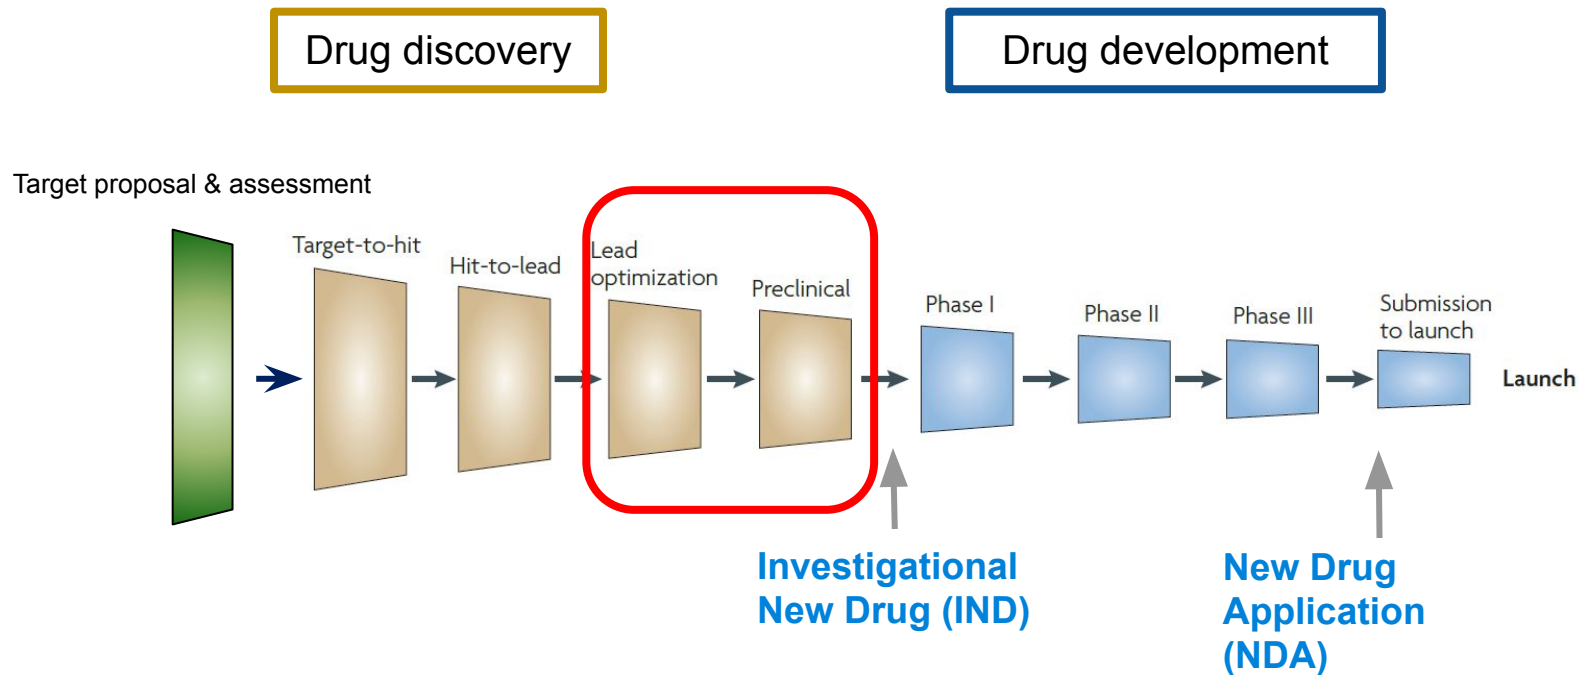 Drug discovery
Drug development
Target proposal & assessment
Target-to-hit
Hit-to-lead
Lead
optimization
Preclinical
Phase I
Phase II
Phase III
Submission
to launch
Launch
Investigational
New Drug (IND)
New Drug
Application
(NDA)